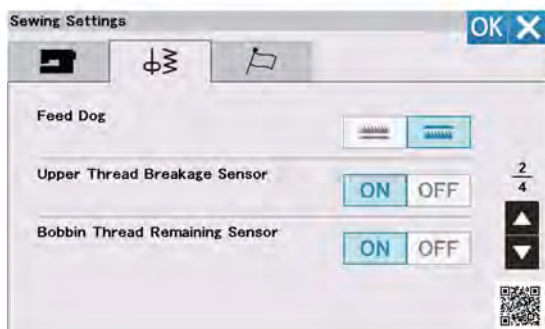 Sewing Settings
OK
Feed Dog
Upper Thread Breakage Sensor
ON OFF
2
4
Bobbin Thread Remaining Sensor
ON OFF